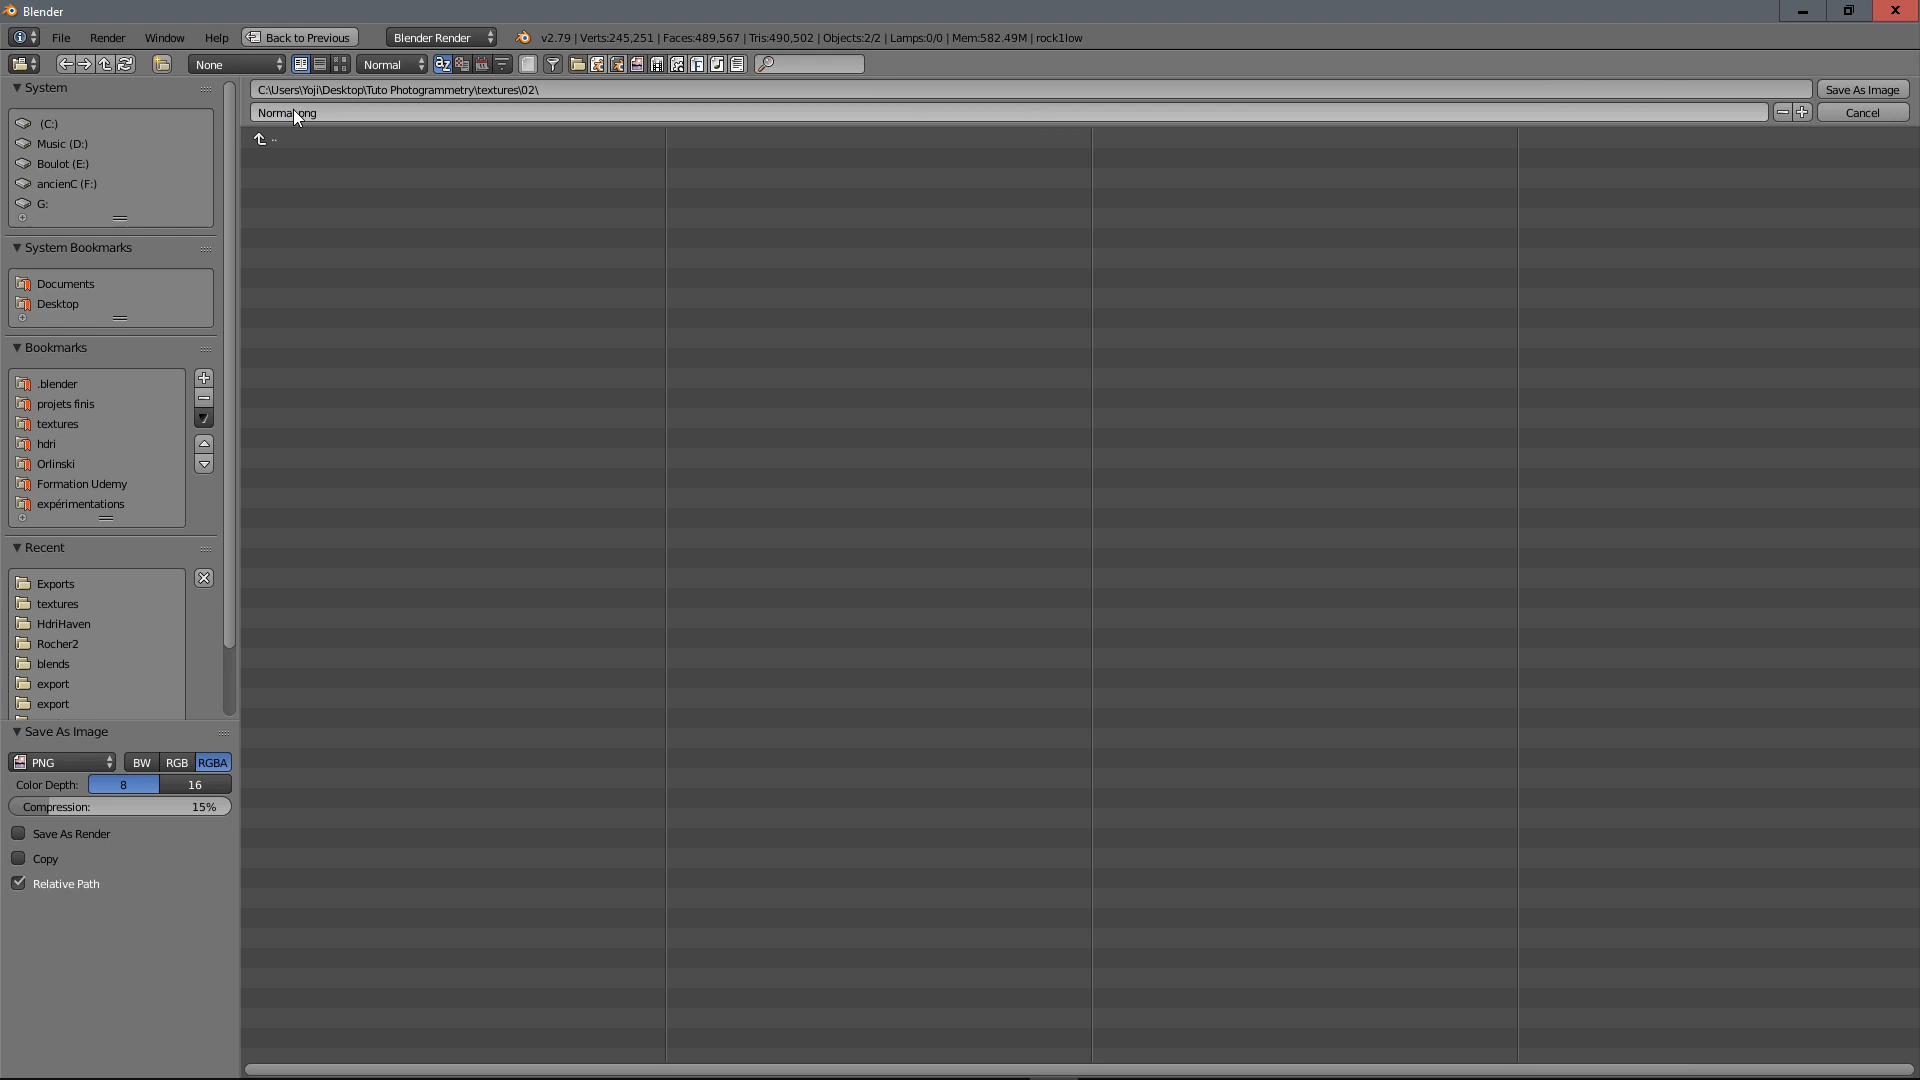 Blender
File Render Window Help Back to Previous Blender Render v2.79 | Verts:245,251 | Faces:489,567 | Tris:490,502 | Objects:2/2 | Lamps:0/0 | Mem:582.49M | rock1low
None Normal
System
C:\Users\Yoji\Desktop\Tuto Photogrammetry\textures\02\ Save As Image
Cancel
..
(C:)
Music (D:)
Boulot (E:)
ancienC (F:)
G:
System Bookmarks
Documents
Desktop
Bookmarks
.blender
projets finis
textures
hdri
Orlinski
Formation Udemy
expérimentations
Recent
Exports
textures
HdriHaven
Rocher2
blends
export
export
Save As Image
PNG BW RGB RGBA
Color Depth: 8 16
Compression: 15%
Save As Render
Copy
Relative Path